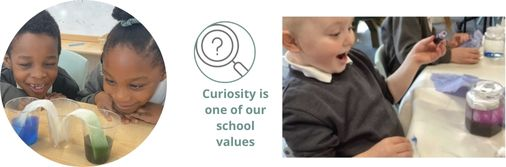 Curiosity is
one of our
school
values